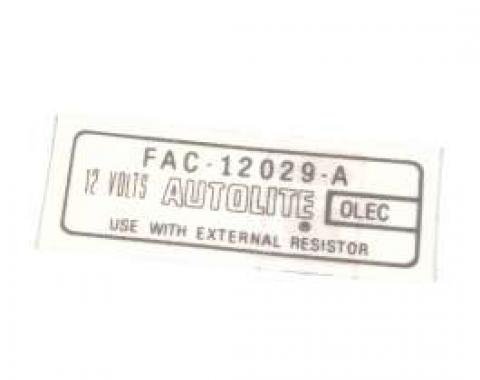 FAC-12029-A
12 VOLTS AUTOLITE® OLEC
USE WITH EXTERNAL RESISTOR